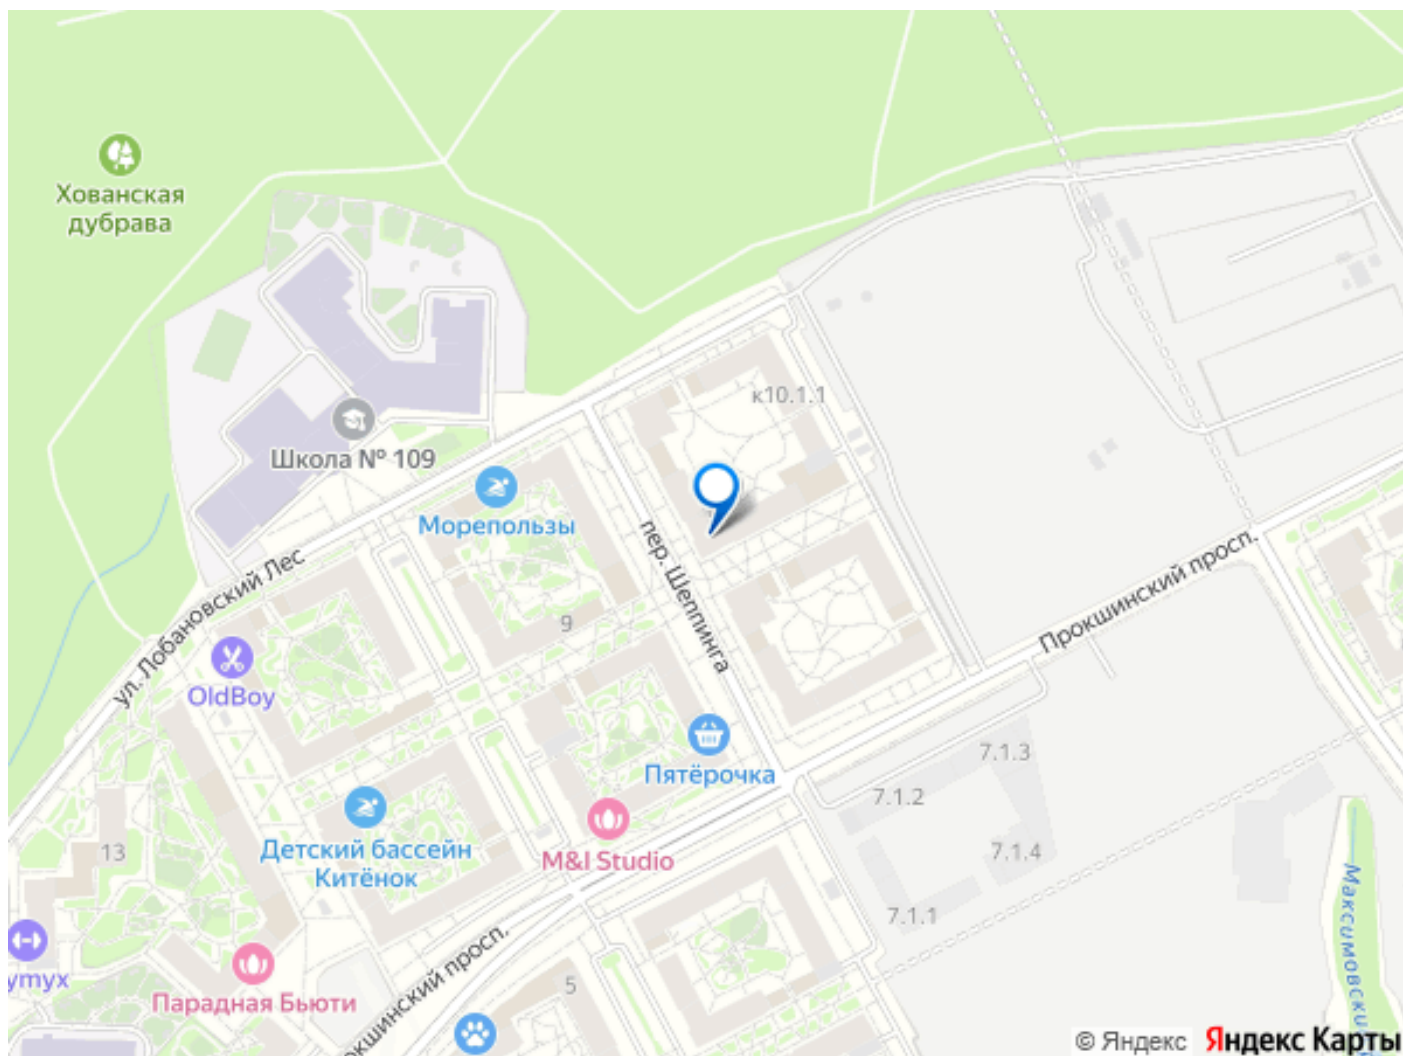 Хованская
дубрава
к10.1.1
Школа № 109
Морепользы
пер. Шеппинга
ул. Лобановский Лес
Прокшинский просп.
9
OldBoy
Пятёрочка
7.1.3
7.1.2
7.1.4
7.1.1
M&I Studio
13
Детский бассейн
Китёнок
Максимовски
ymyx
Парадная Бьюти
окшинский просп.
5
© Яндекс Яндекс Карты